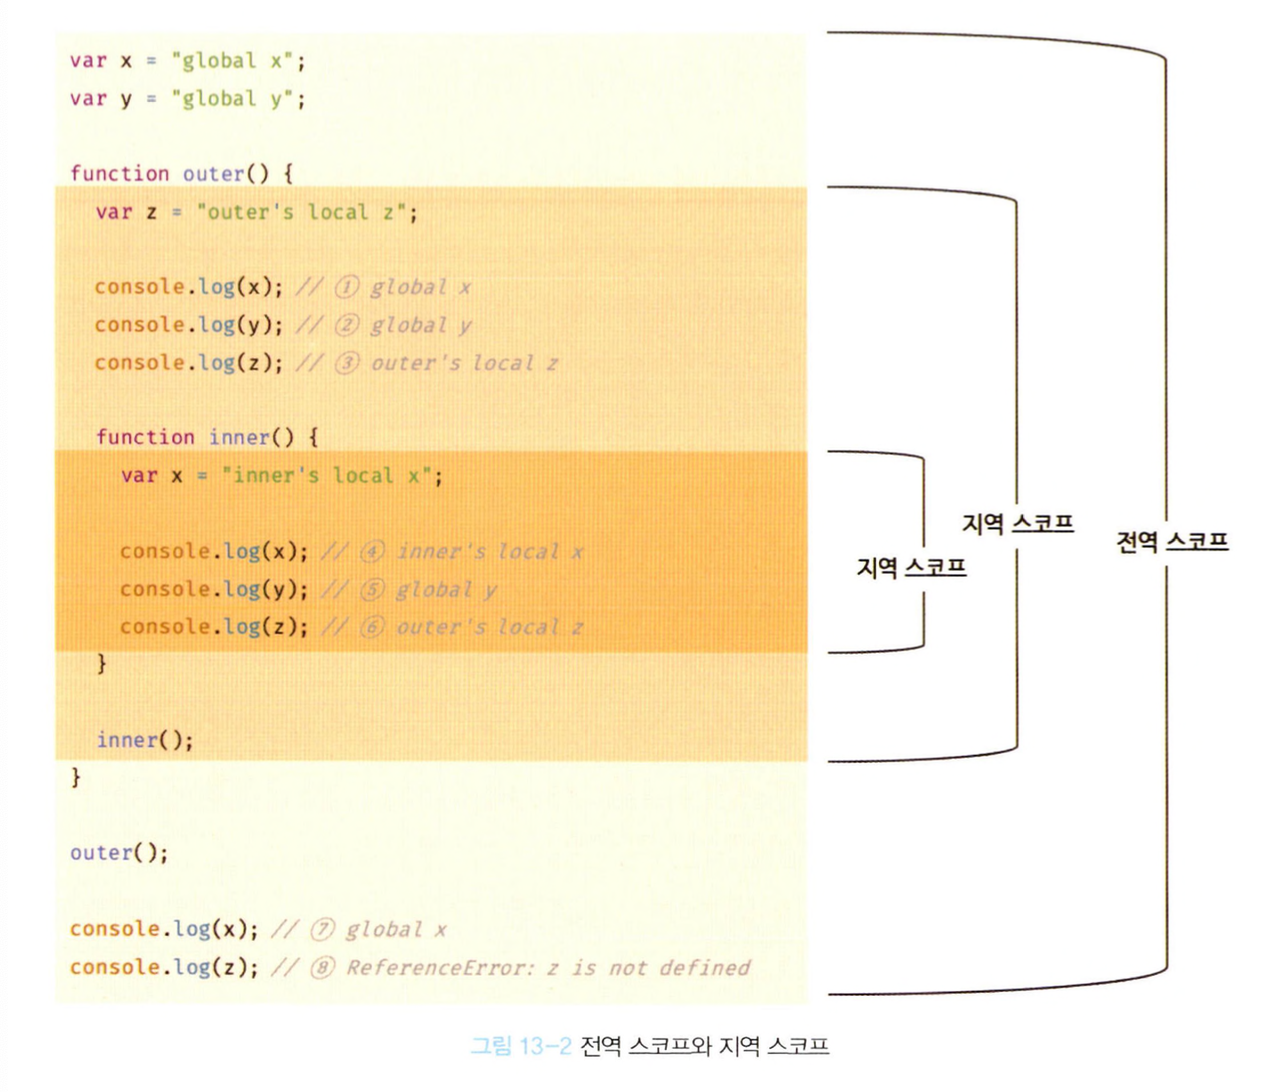 var x = "global x";
var y = "global y";
function outer() {
var z = "outer's local z";
console.log(x); // ① global x
console.log(y); // ② global y
console.log(z); // ③ outer's local z
function inner() {
var x = "inner's local x";
console.log(x); // ④ inner's local x
console.log(y); // ⑤ global y
console.log(z); // ⑥ outer's local z
}
inner();
}
outer();
console.log(x); // ⑦ global x
console.log(z); // ⑧ ReferenceError: z is not defined
지역 스코프
지역 스코프
전역 스코프
그림 13-2 전역 스코프와 지역 스코프